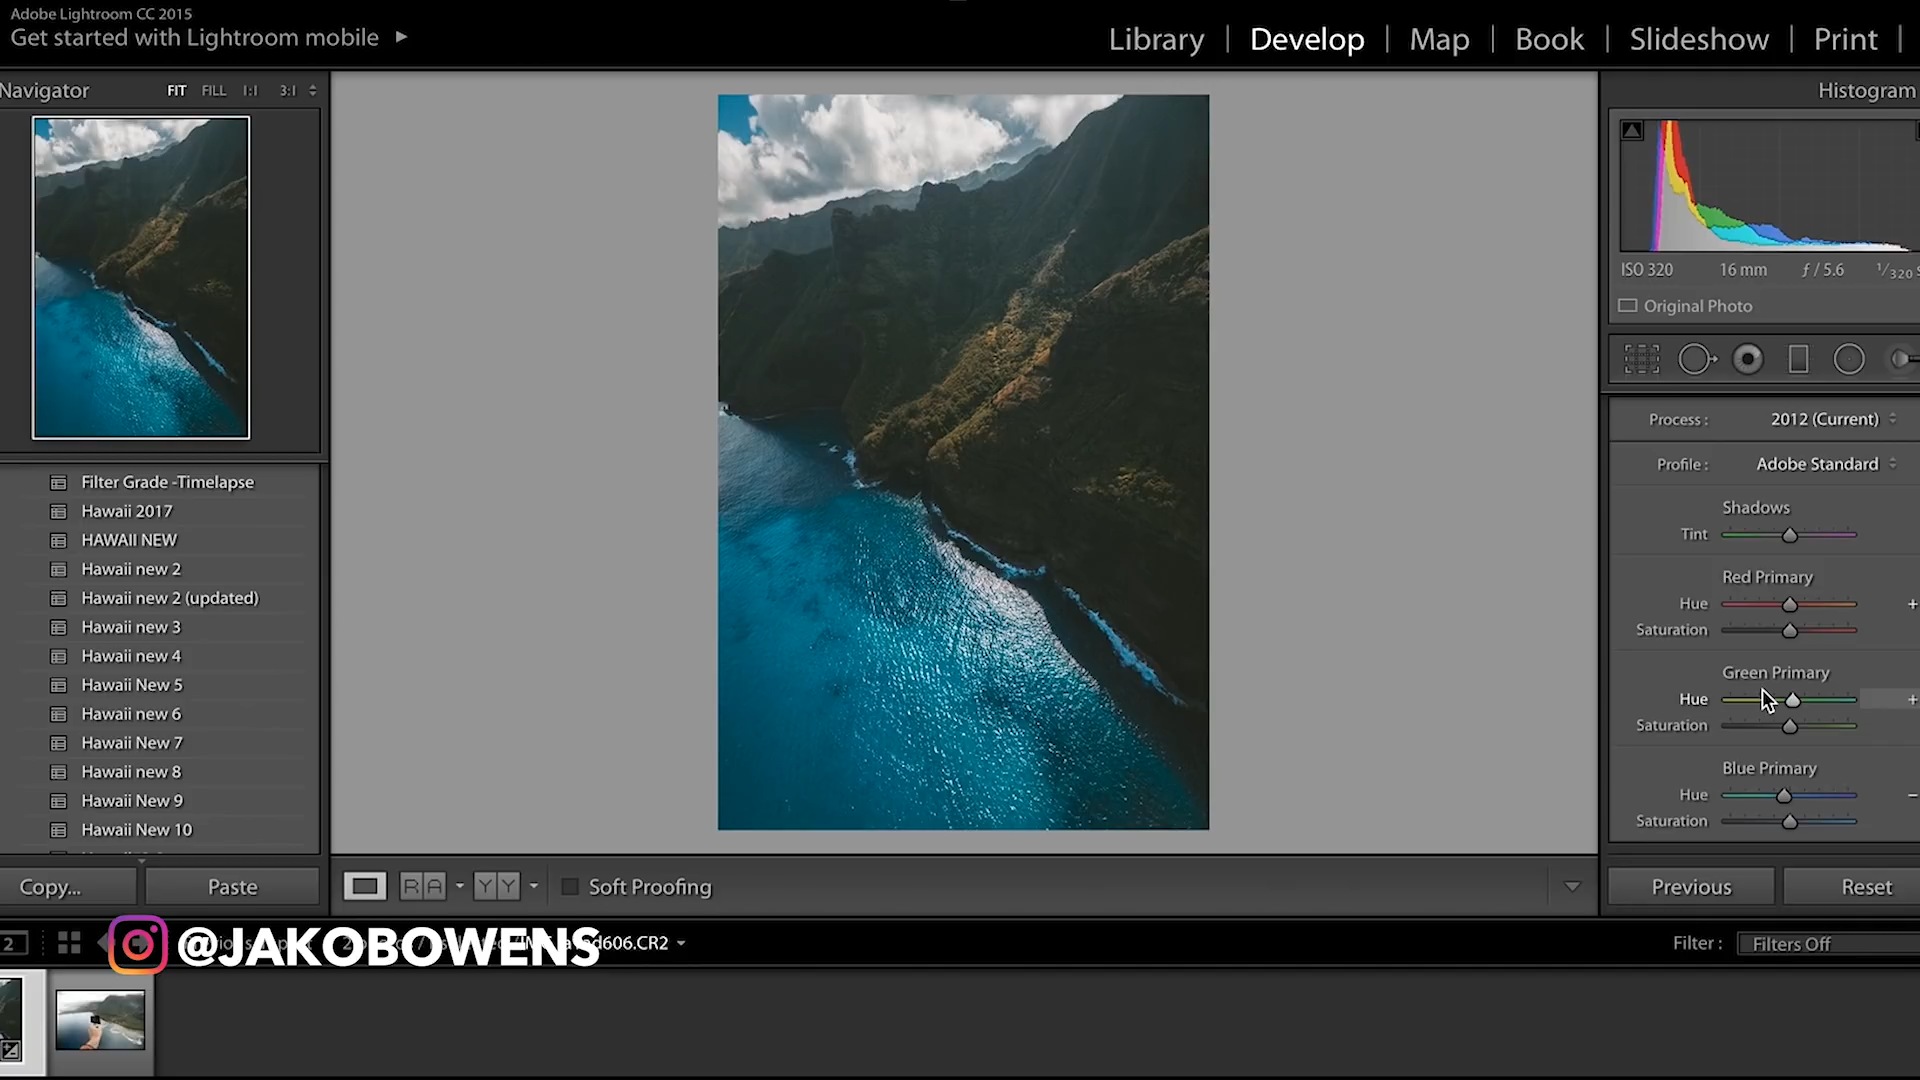 Adobe Lightroom CC 2015
Get started with Lightroom mobile
Library | Develop | Map | Book | Slideshow | Print |
Navigator
FIT FILL 1:1 3:1
Histogram
ISO 320 16 mm ƒ / 5.6 1/320 s
Original Photo
Process : 2012 (Current)
Profile : Adobe Standard
Shadows
Tint
Red Primary
Hue +
Saturation
Green Primary
Hue +
Saturation
Blue Primary
Hue –
Saturation
Filter Grade -Timelapse
Hawaii 2017
HAWAII NEW
Hawaii new 2
Hawaii new 2 (updated)
Hawaii new 3
Hawaii new 4
Hawaii New 5
Hawaii new 6
Hawaii New 7
Hawaii new 8
Hawaii New 9
Hawaii New 10
Copy...
Paste
R A
Y Y
Soft Proofing
Previous
Reset
2
@JAKOBOWENS
d606.CR2
Filter : Filters Off